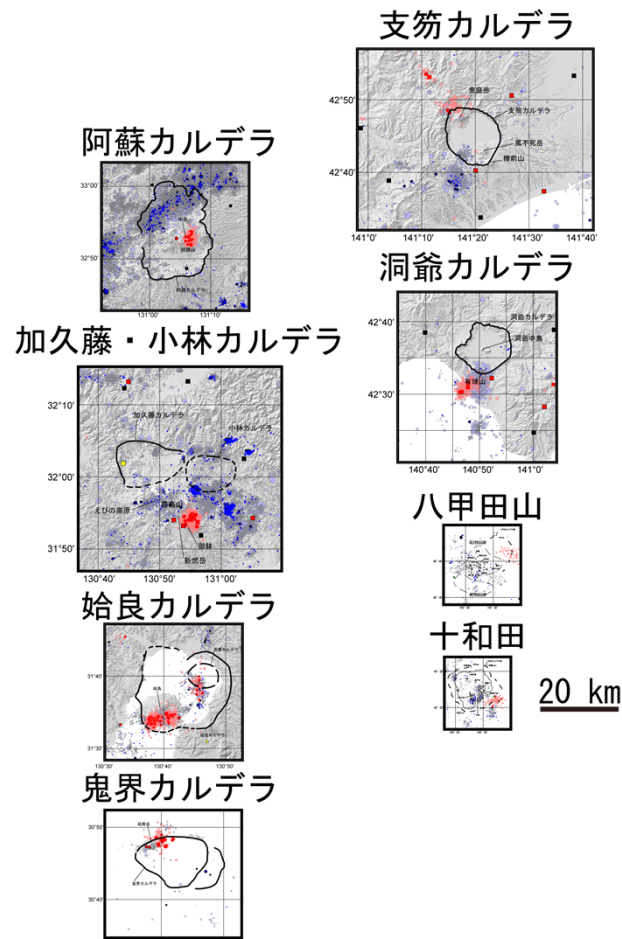 支笏カルデラ
42°50'
42°40'
141°0'
141°20'
141°40'
恵庭岳
支笏カルデラ
風不死岳
樽前山
阿蘇カルデラ
33°00'
32°50'
131°00'
131°10'
阿蘇カルデラ
洞爺カルデラ
42°40'
42°30'
140°40'
140°50'
141°0'
洞爺カルデラ
洞爺中島
有珠山
加久藤・小林カルデラ
32°10'
32°00'
31°50'
130°40'
130°50'
131°00'
加久藤カルデラ
小林カルデラ
えびの高原
霧島山
御鉢
新燃岳
八甲田山
姶良カルデラ
31°40'
31°30'
130°30'
130°40'
130°50'
十和田
20 km
鬼界カルデラ
30°50'
30°40'
硫黄岳
鬼界カルデラ